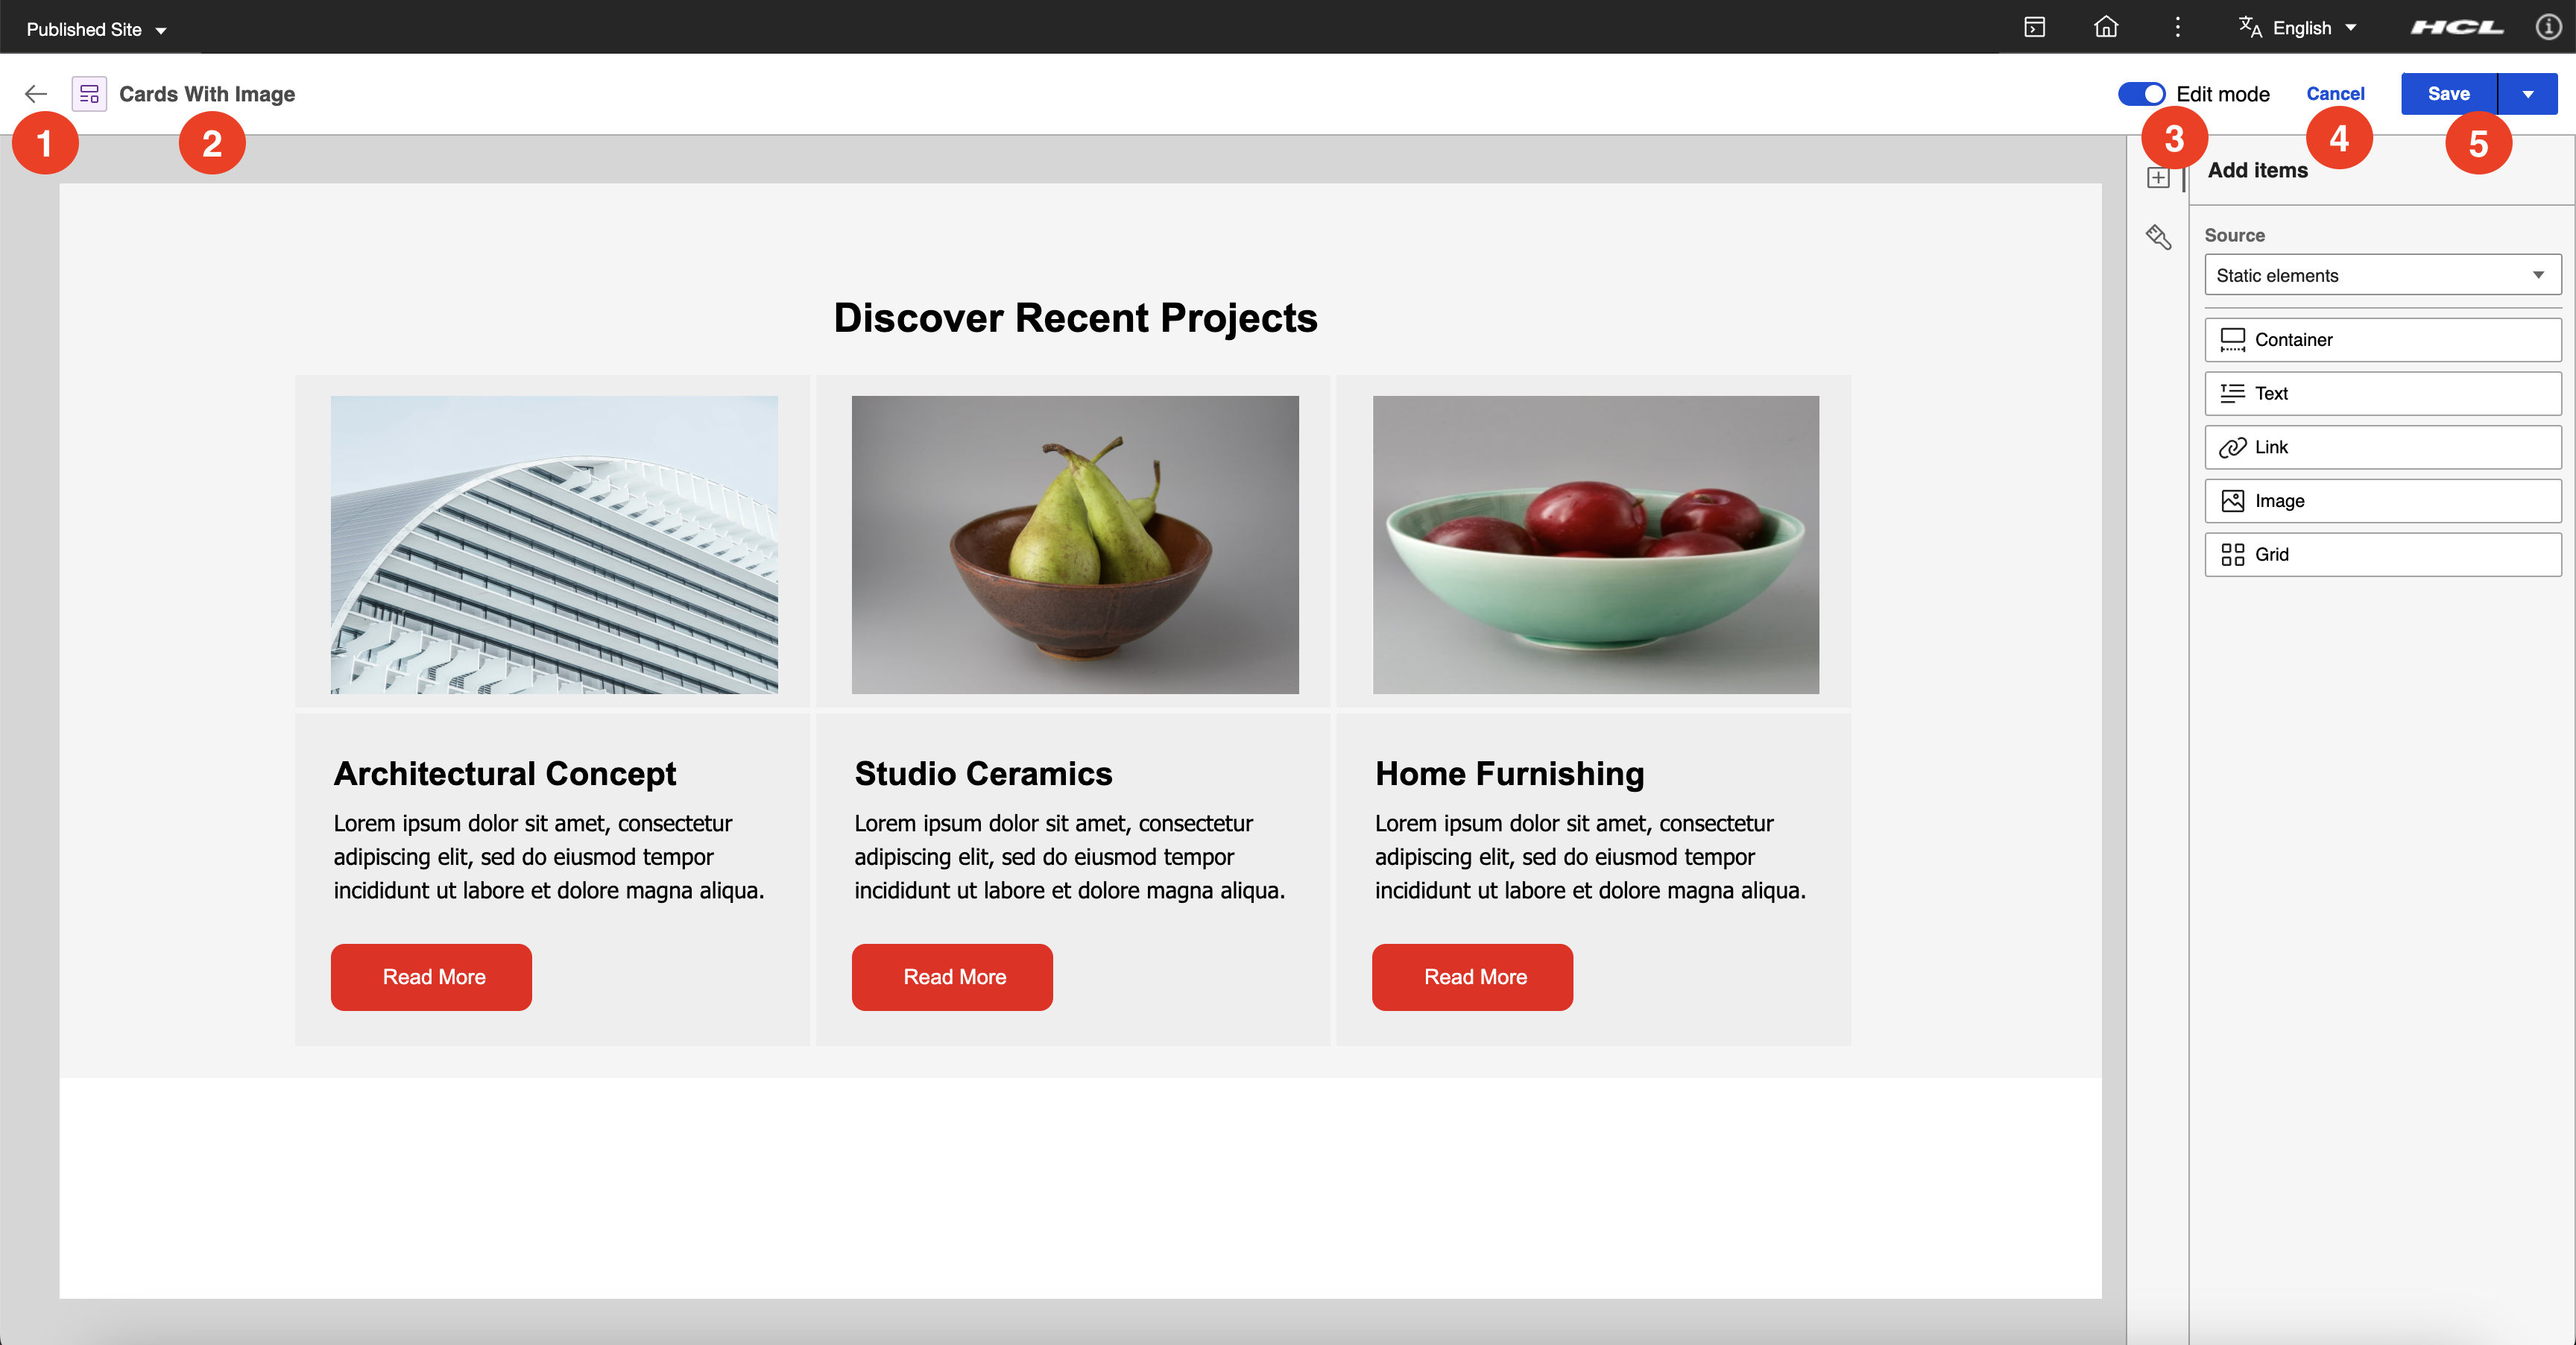 Published Site
English
HCL
Cards With Image
Edit mode
Cancel
Save
1
2
3
4
5
Add items
Source
Static elements
Container
Text
Link
Image
Grid
Discover Recent Projects
Architectural Concept
Lorem ipsum dolor sit amet, consectetur
adipiscing elit, sed do eiusmod tempor
incididunt ut labore et dolore magna aliqua.
Read More
Studio Ceramics
Lorem ipsum dolor sit amet, consectetur
adipiscing elit, sed do eiusmod tempor
incididunt ut labore et dolore magna aliqua.
Read More
Home Furnishing
Lorem ipsum dolor sit amet, consectetur
adipiscing elit, sed do eiusmod tempor
incididunt ut labore et dolore magna aliqua.
Read More